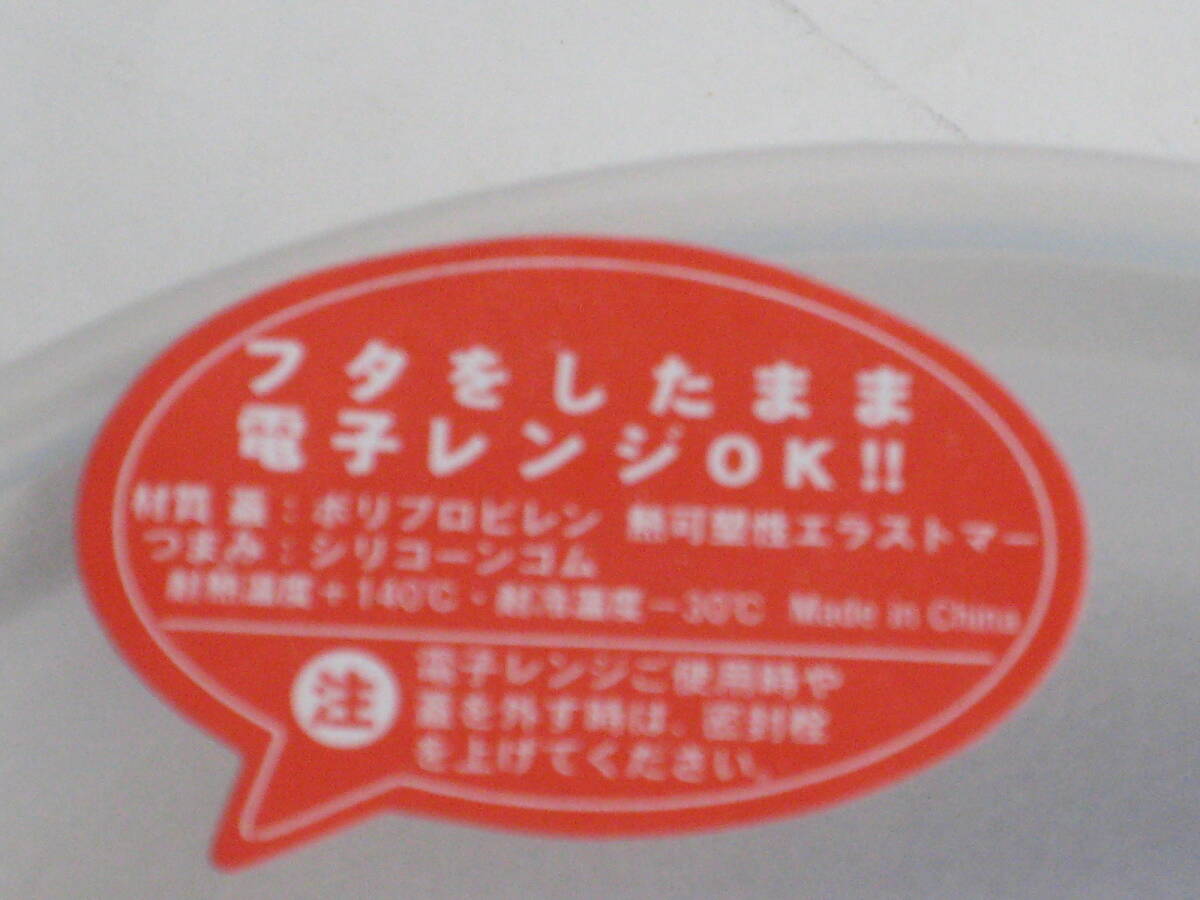 フタをしたまま
電子レンジOK!!
材質 蓋：ポリプロピレン 熱可塑性エラストマー
つまみ：シリコーンゴム
耐熱温度+140℃・耐冷温度-30℃ Made in China
注 電子レンジご使用時や
蓋を外す時は、密封栓
を上げてください。